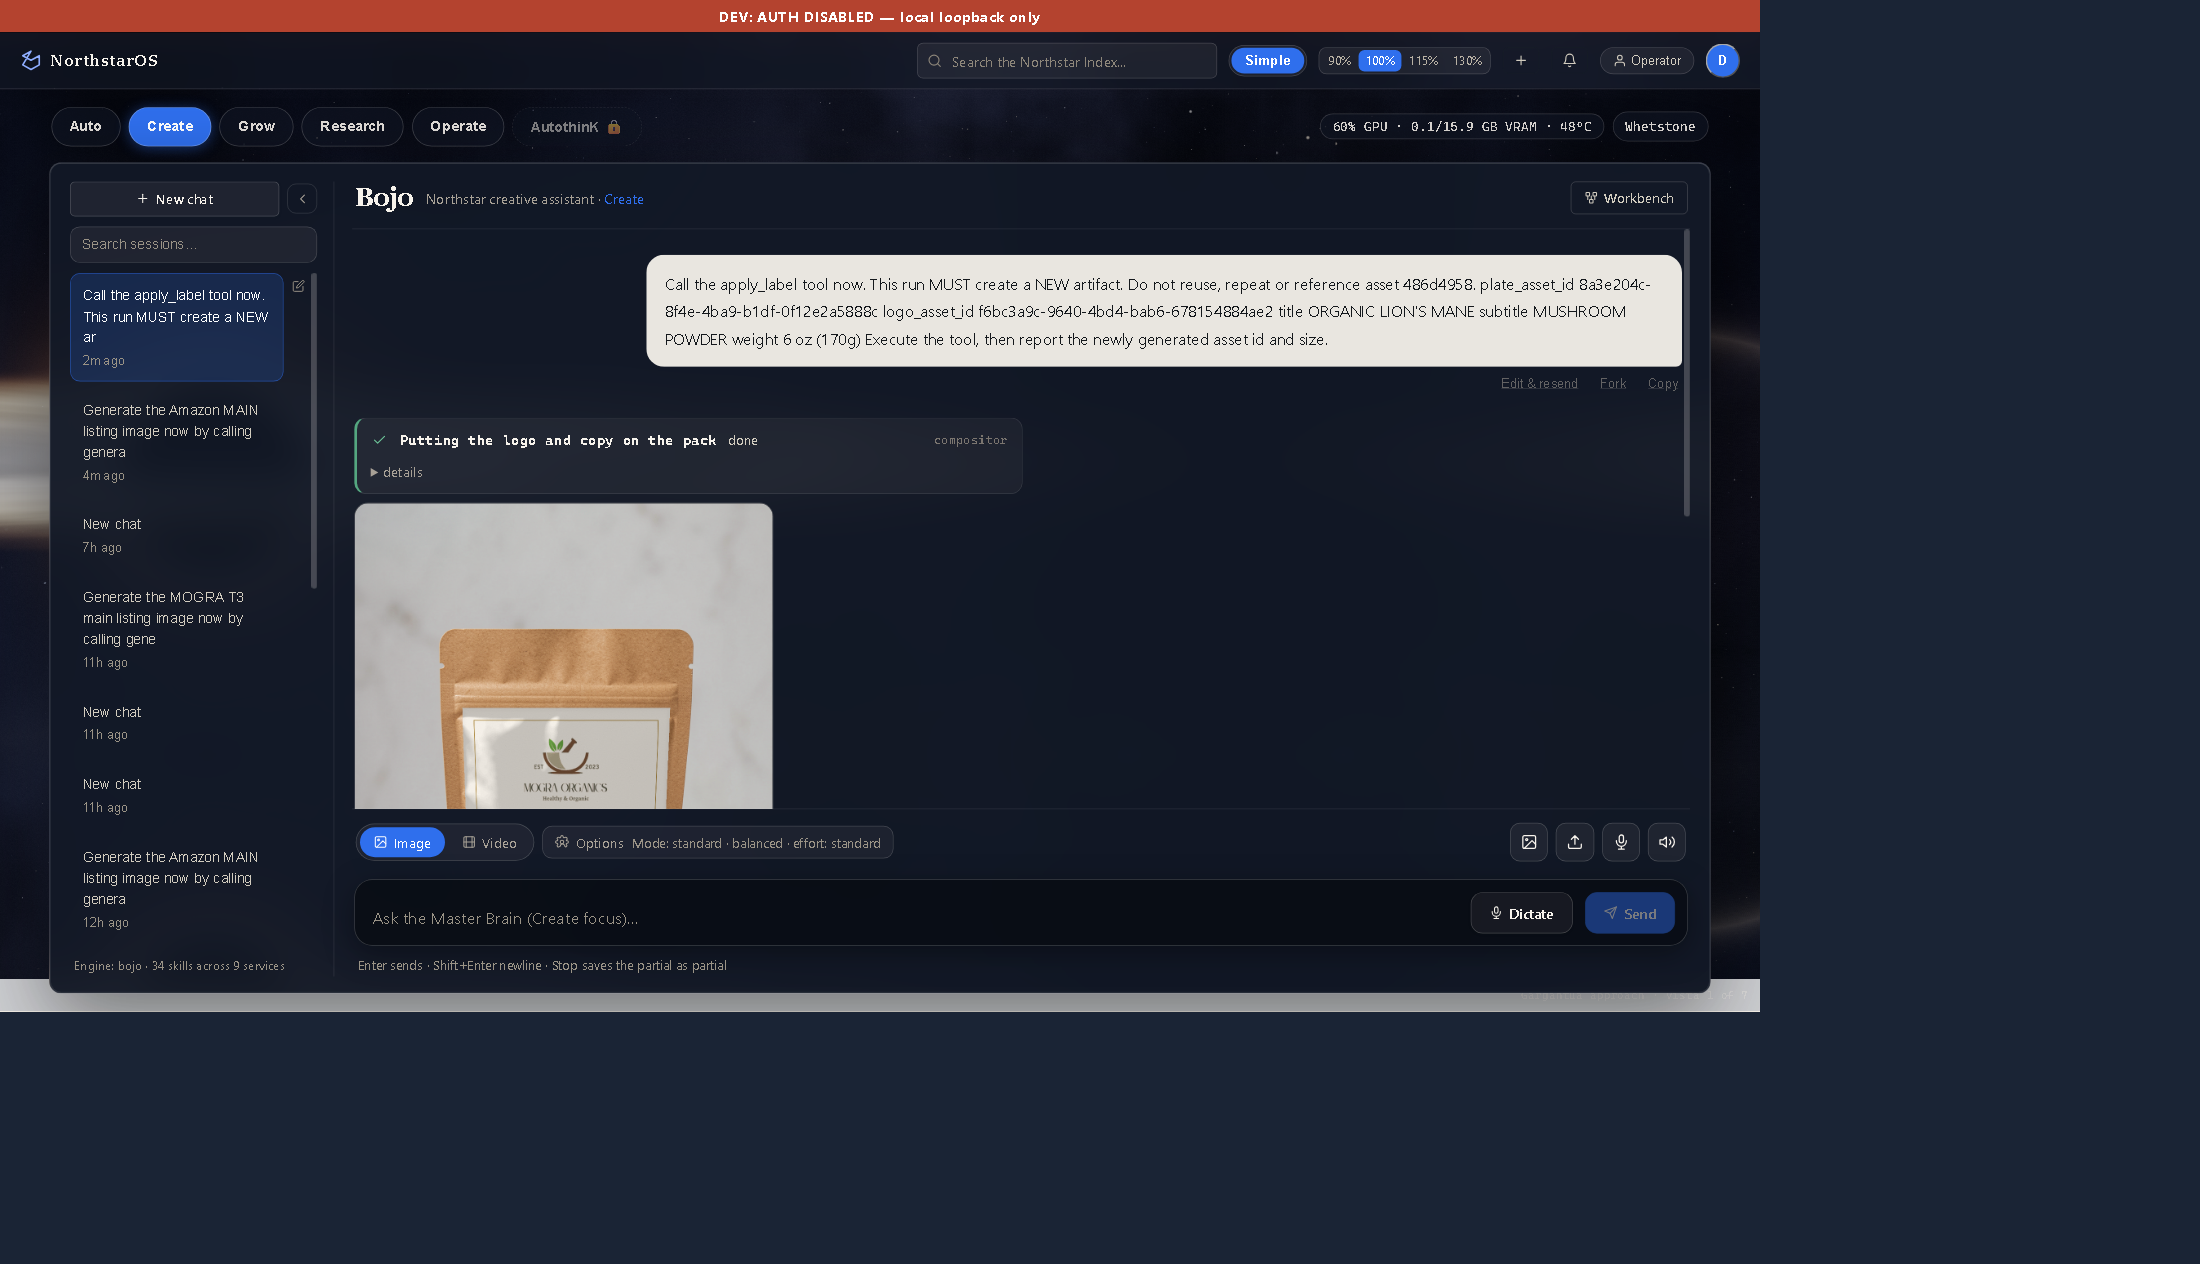 DEV: AUTH DISABLED — local loopback only
NorthstarOS
Search the Northstar Index...
Simple
90% 100% 115% 130%
+
Operator
D
Auto
Create
Grow
Research
Operate
AutothinK
60% GPU · 0.1/15.9 GB VRAM · 48°C
Whetstone
+ New chat
Search sessions...
Call the apply_label tool now.
This run MUST create a NEW
ar
2m ago
Generate the Amazon MAIN
listing image now by calling
genera
4m ago
New chat
7h ago
Generate the MOGRA T3
main listing image now by
calling gene
11h ago
New chat
11h ago
New chat
11h ago
Generate the Amazon MAIN
listing image now by calling
genera
12h ago
Engine: bojo · 34 skills across 9 services
Bojo Northstar creative assistant · Create
Workbench
Call the apply_label tool now. This run MUST create a NEW artifact. Do not reuse, repeat or reference asset 486d4958. plate_asset_id 8a3e204c-
8f4e-4ba9-b1df-0f12e2a5888c logo_asset_id f6bc3a9c-9640-4bd4-bab6-678154884ae2 title ORGANIC LION'S MANE subtitle MUSHROOM
POWDER weight 6 oz (170g) Execute the tool, then report the newly generated asset id and size.
Edit & resend Fork Copy
Putting the logo and copy on the pack done compositor
details
EST 2023
MOGRA ORGANICS
Healthy & Organic
Image
Video
Options Mode: standard · balanced · effort: standard
Ask the Master Brain (Create focus)...
Dictate
Send
Enter sends · Shift+Enter newline · Stop saves the partial as partial